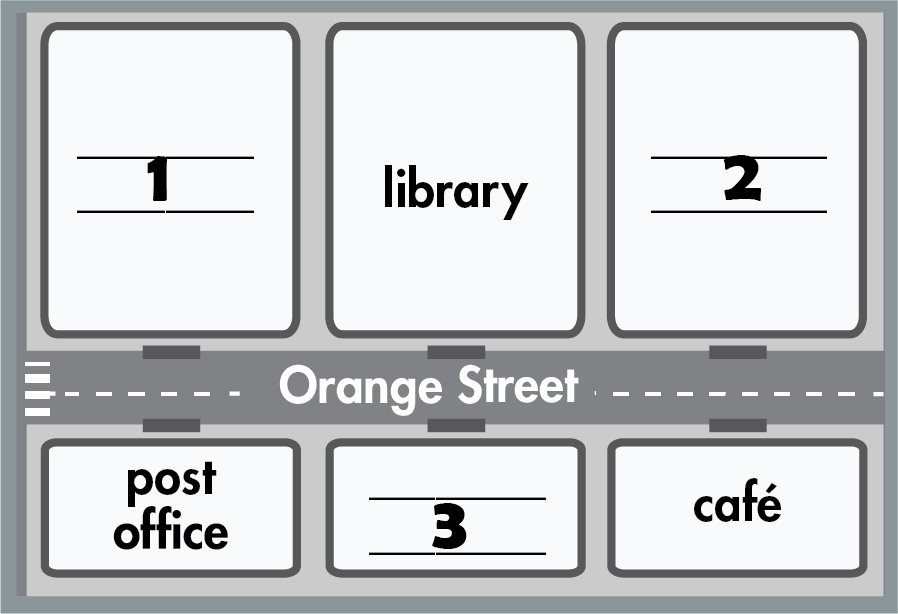 1
library
2
Orange Street
post
office
3
café